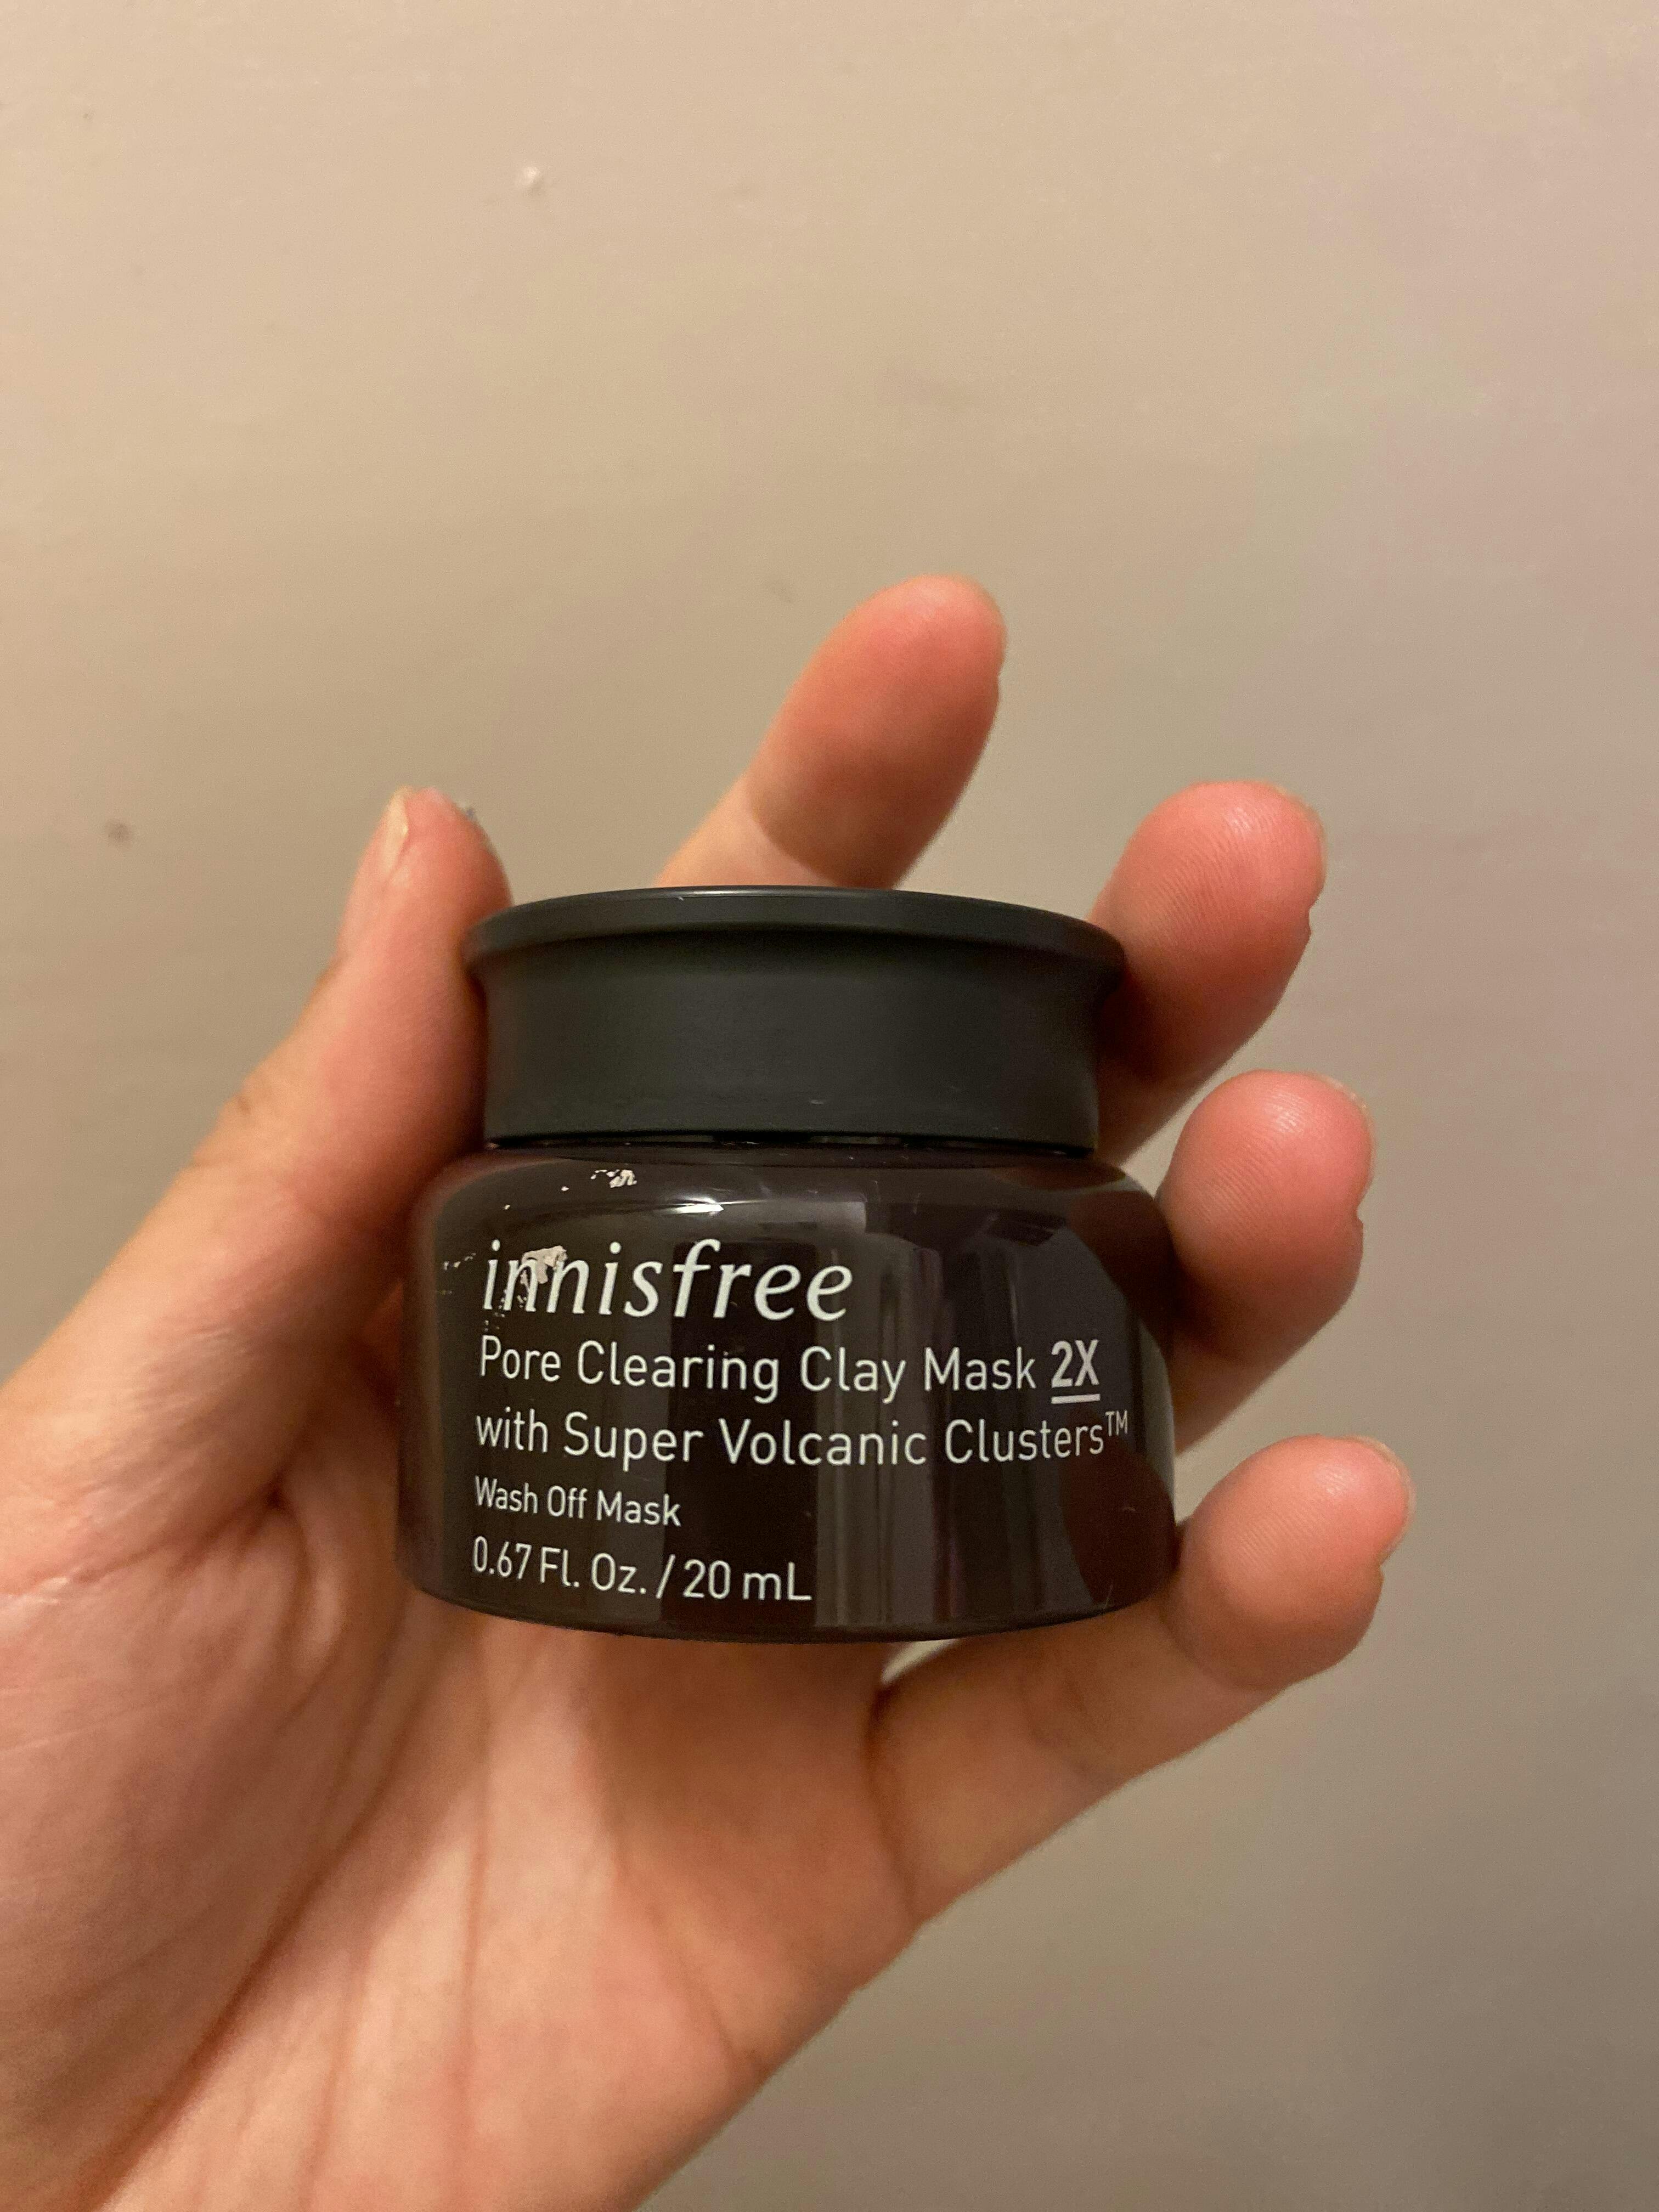 innisfree
Pore Clearing Clay Mask 2X
with Super Volcanic Clusters™
Wash Off Mask
0.67 Fl. Oz. / 20 mL